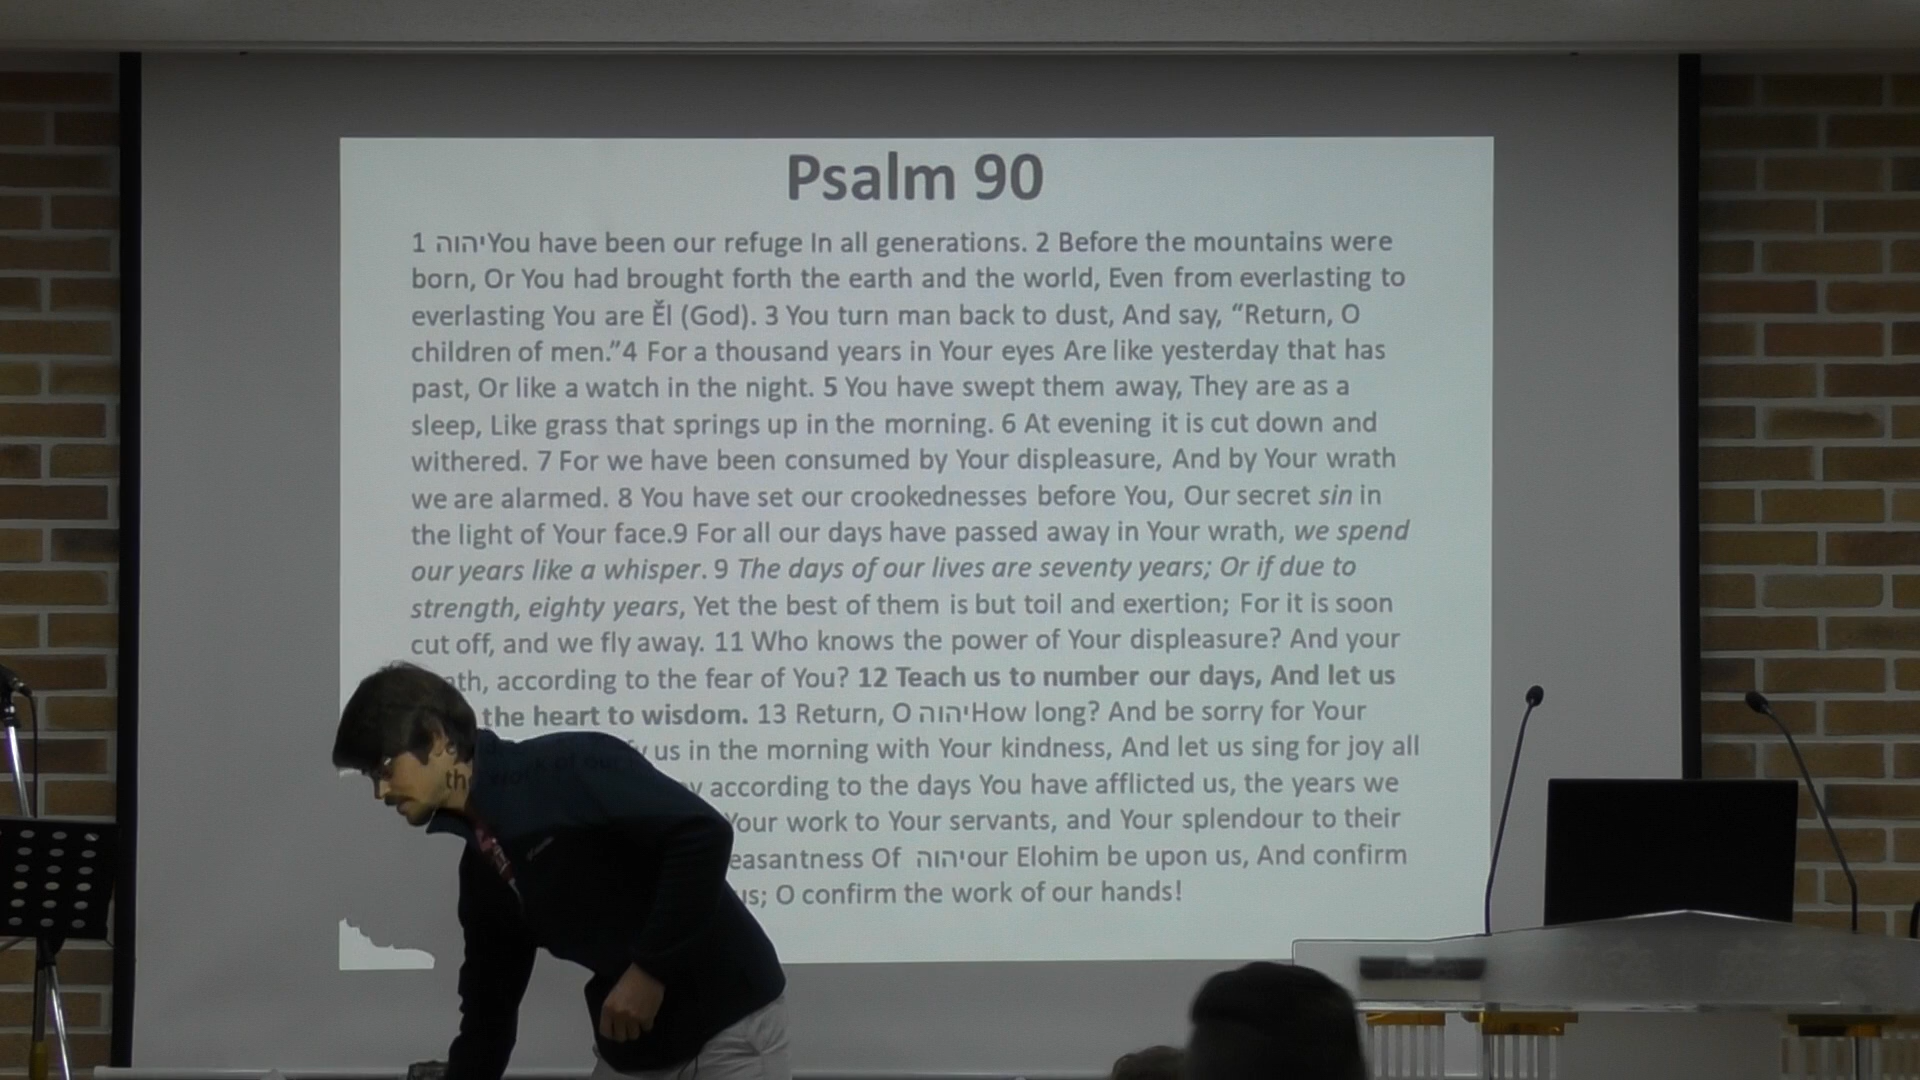 Psalm 90
1 יהוה You have been our refuge In all generations. 2 Before the mountains were
born, Or You had brought forth the earth and the world, Even from everlasting to
everlasting You are Ěl (God). 3 You turn man back to dust, And say, “Return, O
children of men.”4 For a thousand years in Your eyes Are like yesterday that has
past, Or like a watch in the night. 5 You have swept them away, They are as a
sleep, Like grass that springs up in the morning. 6 At evening it is cut down and
withered. 7 For we have been consumed by Your displeasure, And by Your wrath
we are alarmed. 8 You have set our crookednesses before You, Our secret sin in
the light of Your face.9 For all our days have passed away in Your wrath, we spend
our years like a whisper. 9 The days of our lives are seventy years; Or if due to
strength, eighty years, Yet the best of them is but toil and exertion; For it is soon
cut off, and we fly away. 11 Who knows the power of Your displeasure? And your
according to the fear of You? 12 Teach us to number our days, And let us
the heart to wisdom. 13 Return, O יהוה How long? And be sorry for Your
us in the morning with Your kindness, And let us sing for joy all
according to the days You have afflicted us, the years we
Your work to Your servants, and Your splendour to their
Of יהוה our Elohim be upon us, And confirm
us; O confirm the work of our hands!